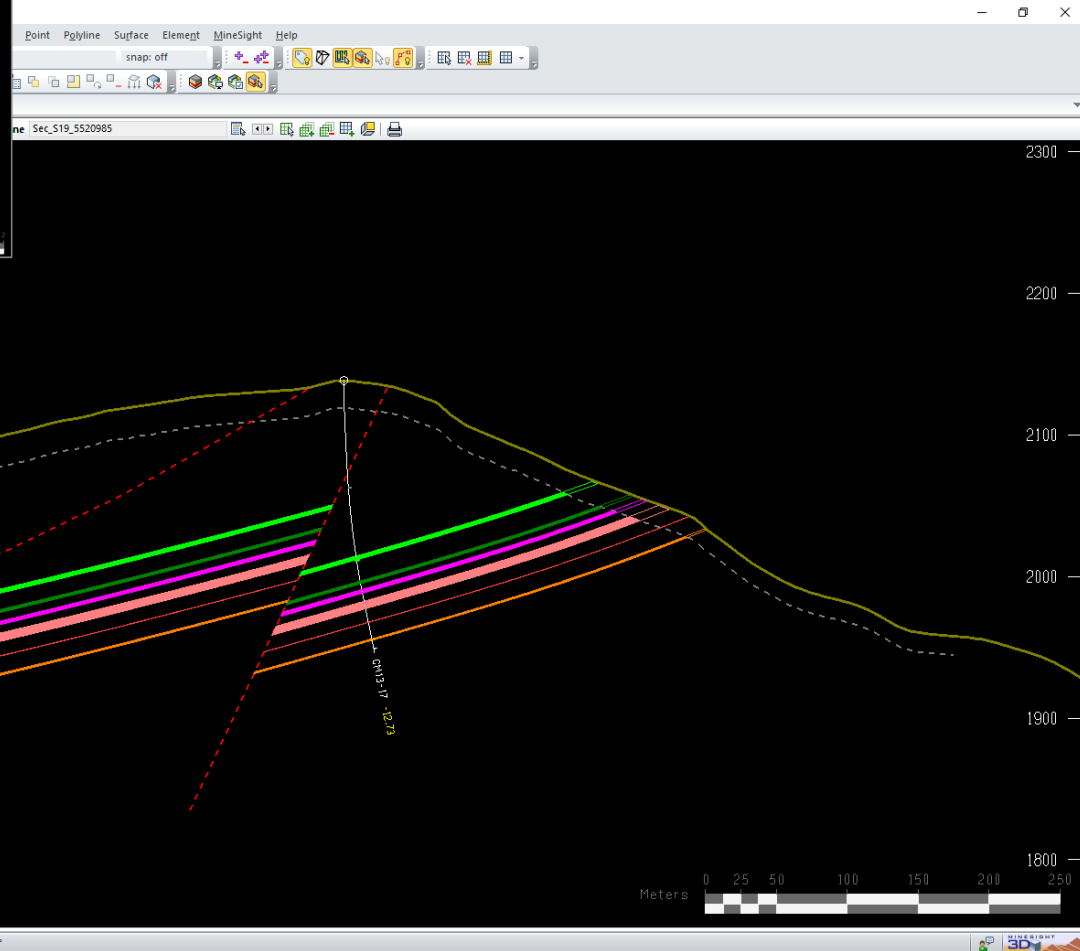 Point Polyline Surface Element MineSight Help
snap: off
ne Sec_S19_5520985
2300
2200
2100
2000
1900
1800
CM13-17 -12.73
0 25 50 100 150 200 250
Meters
MINESIGHT
3D